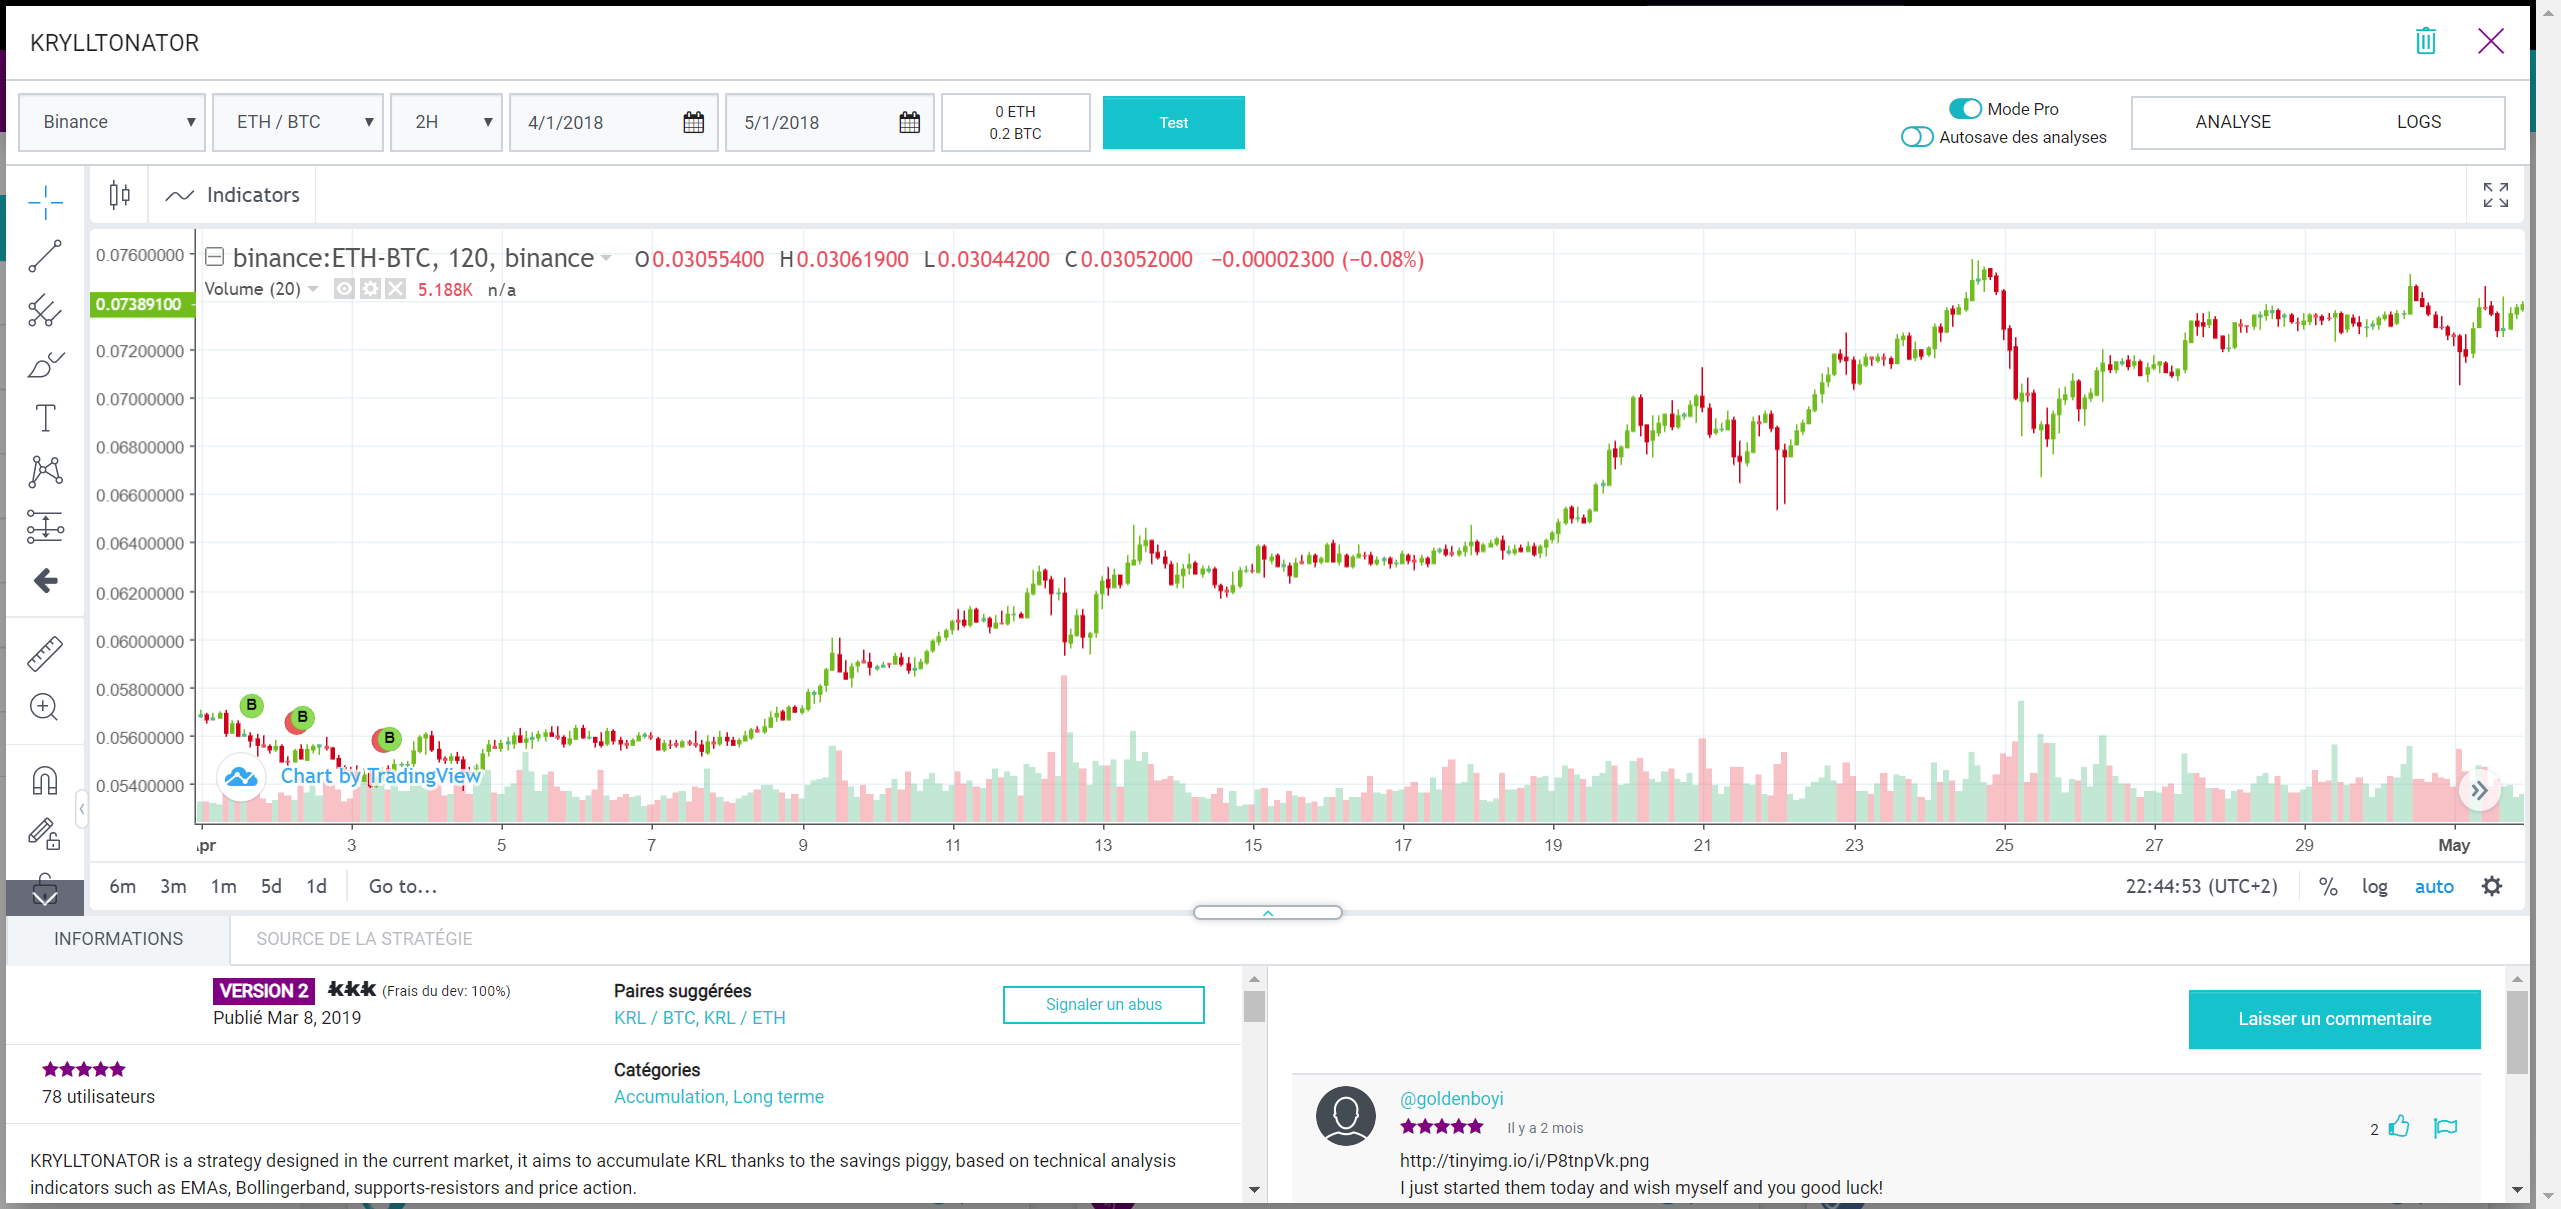 KRYLLTONATOR
Binance ETH / BTC 2H 4/1/2018 5/1/2018
0 ETH
0.2 BTC
Test
Mode Pro
Autosave des analyses
ANALYSE LOGS
Indicators
binance:ETH-BTC, 120, binance O0.03055400 H0.03061900 L0.03044200 C0.03052000 −0.00002300 (−0.08%)
Volume (20) 5.188K n/a
0.07600000
0.07389100
0.07200000
0.07000000
0.06800000
0.06600000
0.06400000
0.06200000
0.06000000
0.05800000
0.05600000
0.05400000
B
B
B
Chart by TradingView
pr 3 5 7 9 11 13 15 17 19 21 23 25 27 29 May
6m 3m 1m 5d 1d Go to... 22:44:53 (UTC+2) % log auto
INFORMATIONS SOURCE DE LA STRATÉGIE
VERSION 2 (Frais du dev: 100%)
Publié Mar 8, 2019
Paires suggérées
KRL / BTC, KRL / ETH
Signaler un abus
78 utilisateurs
Catégories
Accumulation, Long terme
KRYLLTONATOR is a strategy designed in the current market, it aims to accumulate KRL thanks to the savings piggy, based on technical analysis
indicators such as EMAs, Bollingerband, supports-resistors and price action.
Laisser un commentaire
@goldenboyi
Il y a 2 mois
2
http://tinyimg.io/i/P8tnpVk.png
I just started them today and wish myself and you good luck!